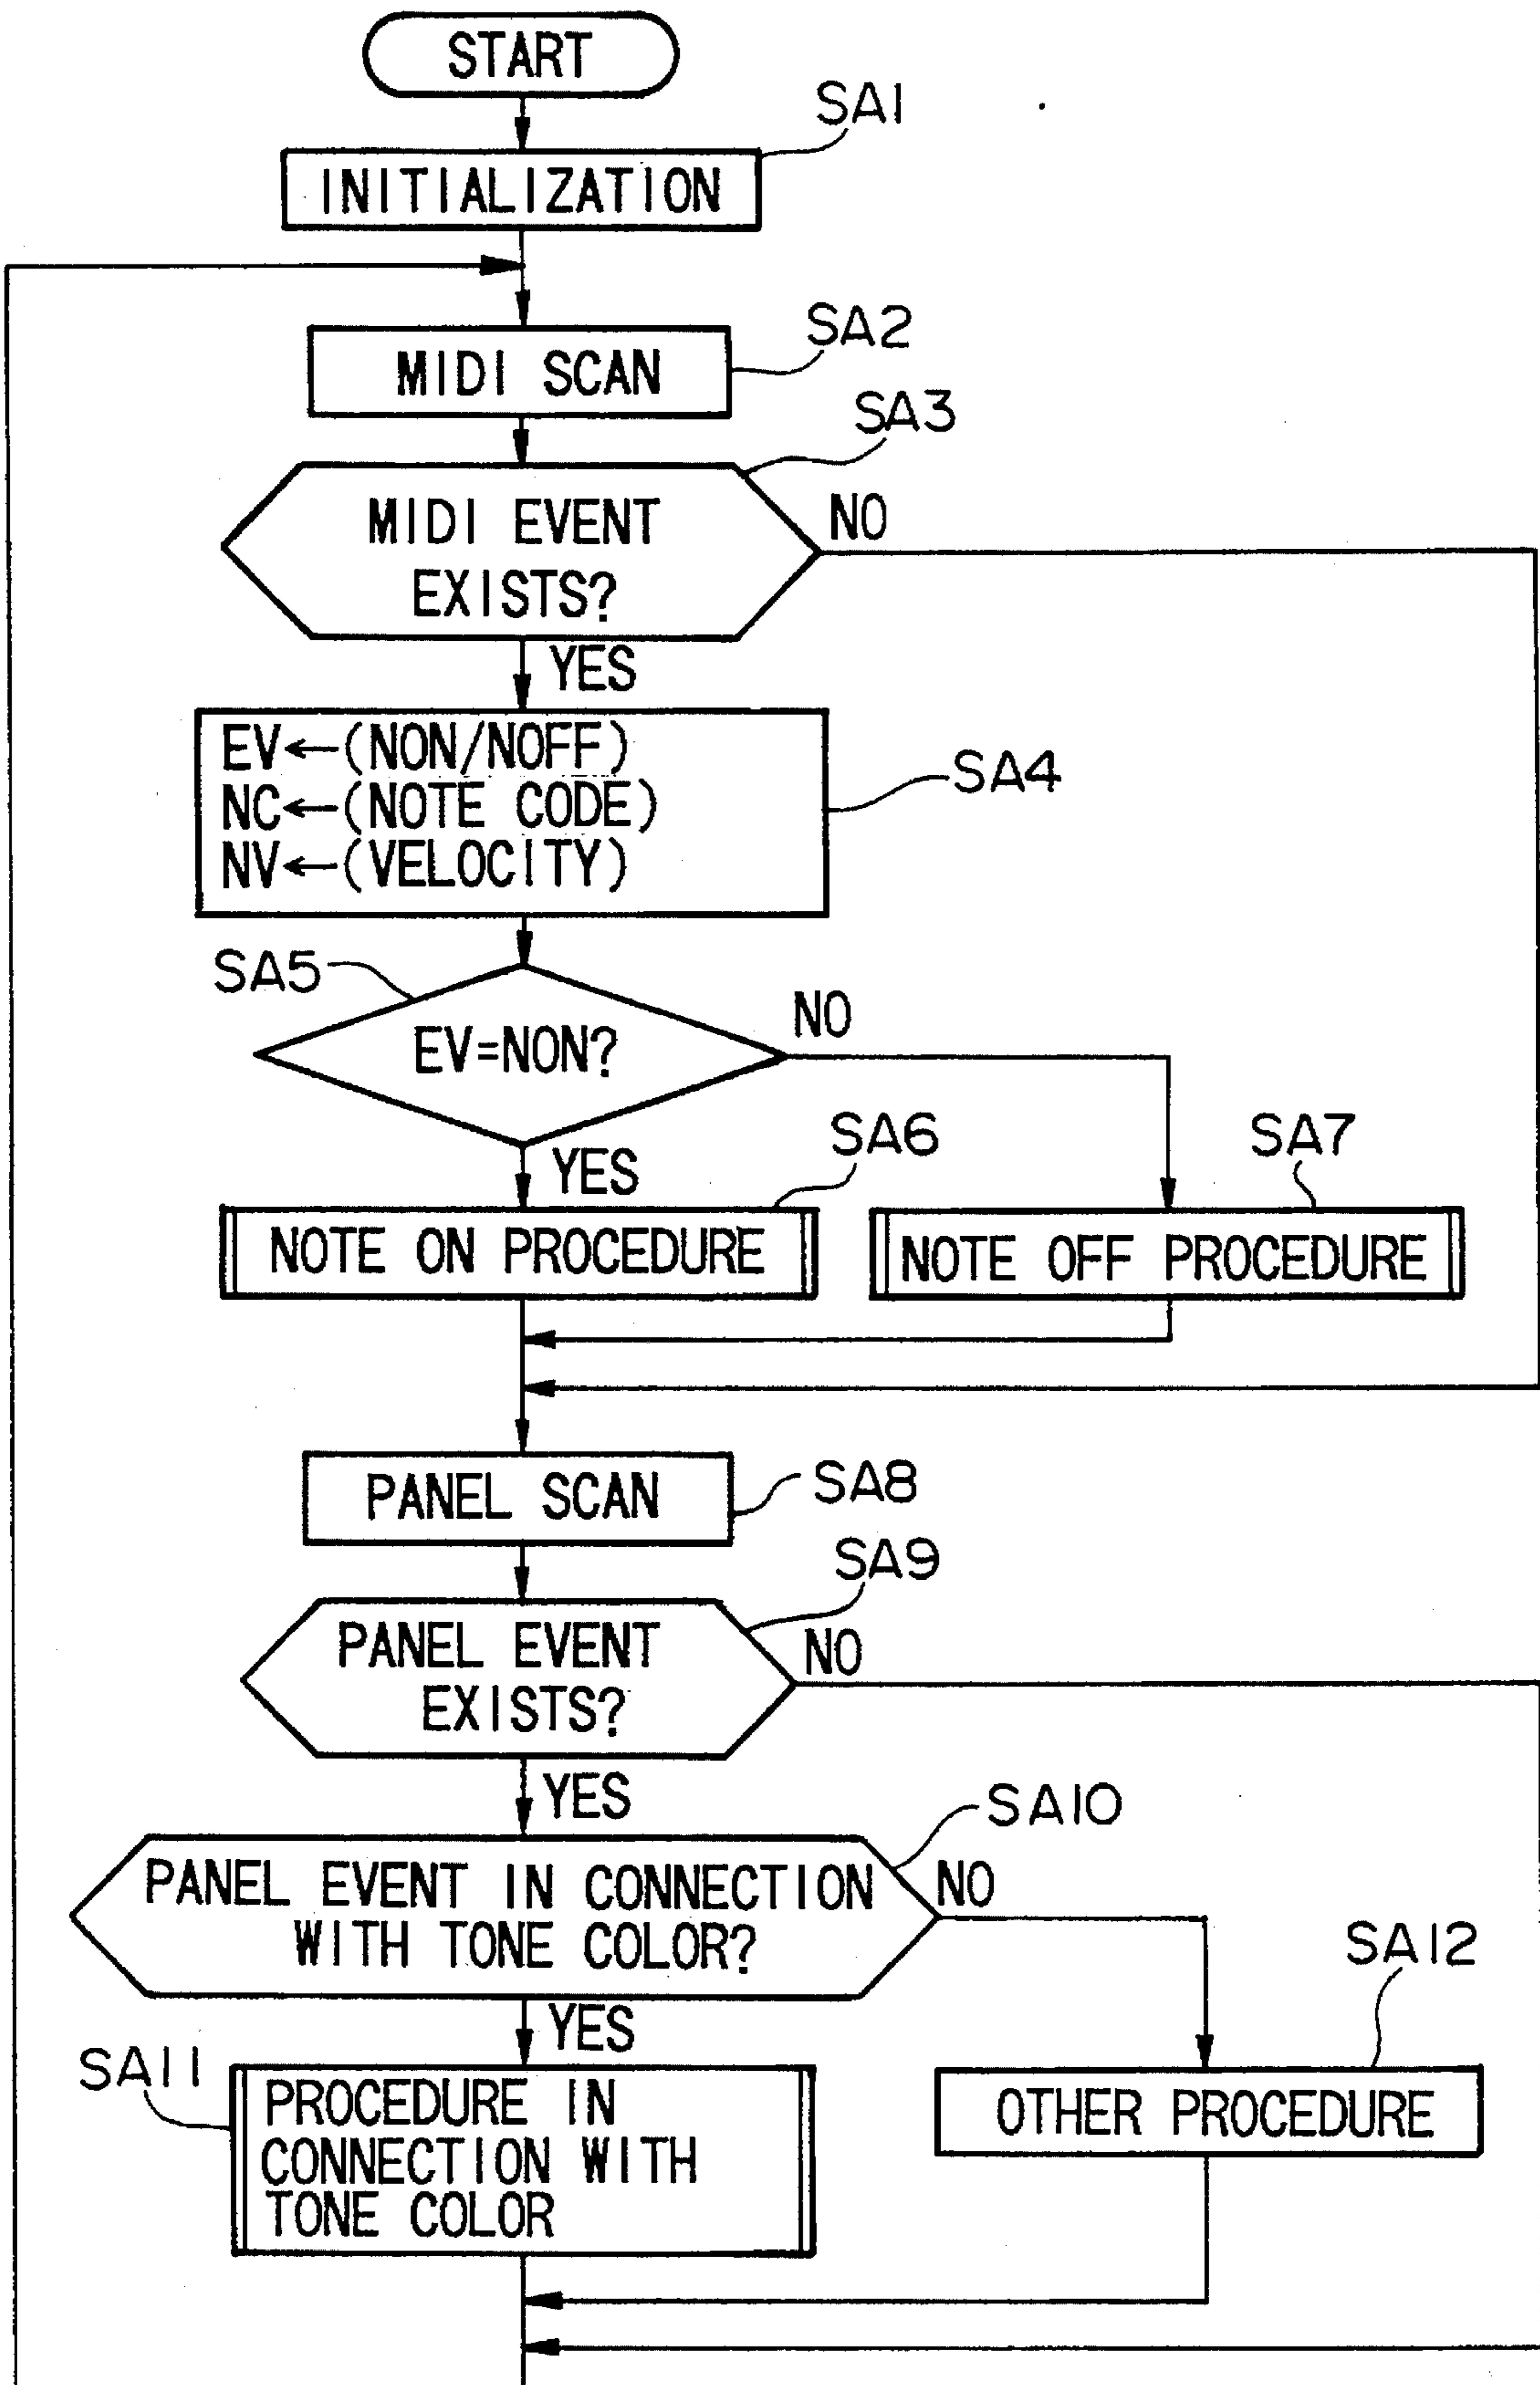 START
SA1
INITIALIZATION
SA2
MIDI SCAN
SA3
MIDI EVENT
EXISTS?
NO
YES
EV←(NON/NOFF)
NC←(NOTE CODE)
NV←(VELOCITY)
SA4
SA5
EV=NON?
NO
YES
SA6
SA7
NOTE ON PROCEDURE
NOTE OFF PROCEDURE
PANEL SCAN
SA8
SA9
PANEL EVENT
EXISTS?
NO
YES
SA10
PANEL EVENT IN CONNECTION
WITH TONE COLOR?
NO
YES
SA12
SA11
PROCEDURE IN
CONNECTION WITH
TONE COLOR
OTHER PROCEDURE